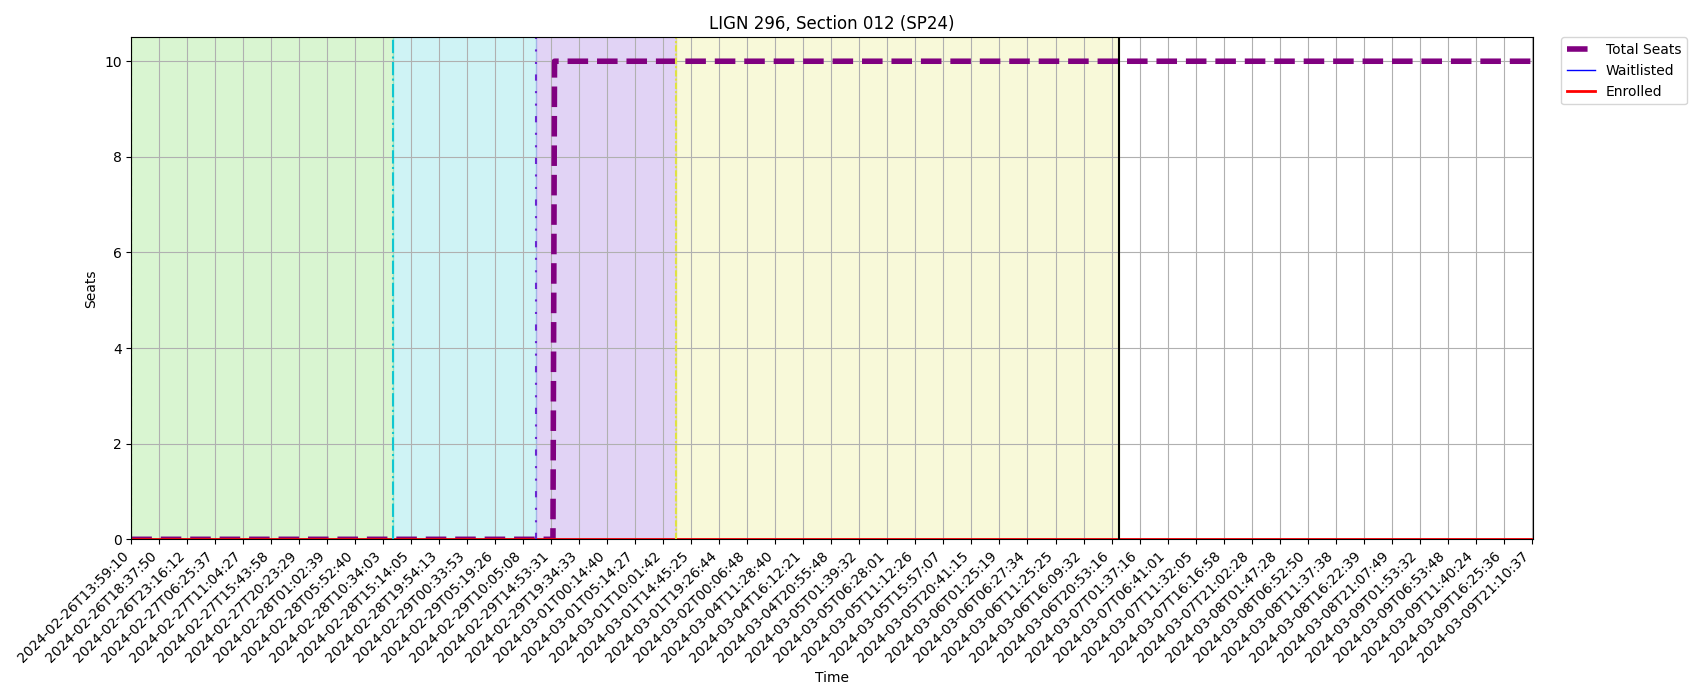 LIGN 296, Section 012 (SP24)
Total Seats
Waitlisted
Enrolled
10
8
6
4
2
0
Seats
2024-02-26T13:59:10
2024-02-26T18:37:50
2024-02-26T23:16:12
2024-02-27T06:25:37
2024-02-27T11:04:27
2024-02-27T15:43:58
2024-02-27T20:23:29
2024-02-28T01:02:39
2024-02-28T05:52:40
2024-02-28T10:34:03
2024-02-28T15:14:05
2024-02-28T19:54:13
2024-02-29T00:33:53
2024-02-29T05:19:26
2024-02-29T10:05:08
2024-02-29T14:53:31
2024-02-29T19:34:33
2024-03-01T00:14:40
2024-03-01T05:14:27
2024-03-01T10:01:42
2024-03-01T14:45:25
2024-03-01T19:26:44
2024-03-02T00:06:48
2024-03-04T11:28:40
2024-03-04T16:12:21
2024-03-04T20:55:48
2024-03-05T01:39:32
2024-03-05T06:28:01
2024-03-05T11:12:26
2024-03-05T15:57:07
2024-03-05T20:41:15
2024-03-06T01:25:19
2024-03-06T06:27:34
2024-03-06T11:25:25
2024-03-06T16:09:32
2024-03-06T20:53:16
2024-03-07T01:37:16
2024-03-07T06:41:01
2024-03-07T11:32:05
2024-03-07T16:16:58
2024-03-07T21:02:28
2024-03-08T01:47:28
2024-03-08T06:52:50
2024-03-08T11:37:38
2024-03-08T16:22:39
2024-03-08T21:07:49
2024-03-09T01:53:32
2024-03-09T06:53:48
2024-03-09T11:40:24
2024-03-09T16:25:36
2024-03-09T21:10:37
Time